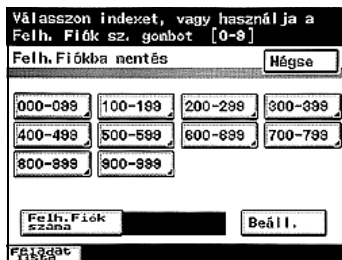 Válasszon indexet, vagy használja a
Felh. Fiók sz. gombot [0-9]
Felh.Fiókba mentés
Mégse
000-099 100-199 200-299 300-399
400-499 500-599 600-699 700-799
800-899 900-999
Felh.Fiók
száma
Beáll.
Feladat
lista